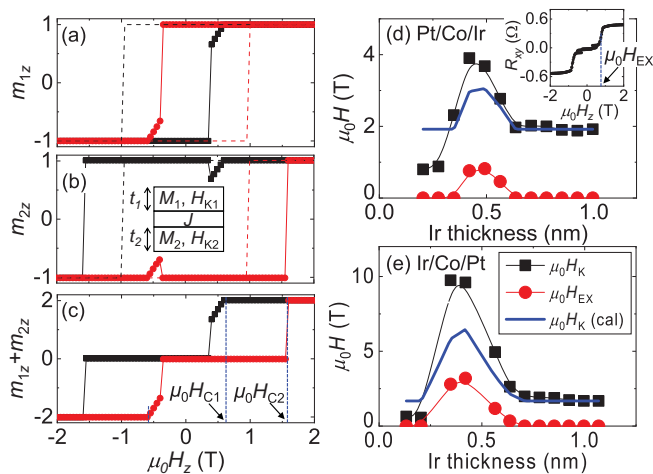 (a)
m1z
1
-1
(b)
m2z
1
-1
t1
M1, HK1
J
t2
M2, HK2
(c)
m1z+m2z
2
0
-2
μ0HC1
μ0HC2
-2 -1 0 1 2
μ0Hz (T)
(d) Pt/Co/Ir
μ0H (T)
4
2
0
0.0 0.5 1.0
Ir thickness (nm)
Rxy (Ω)
0.6
0.0
-0.6
-2 0 2
μ0Hz (T)
μ0HEX
(e) Ir/Co/Pt
μ0H (T)
10
5
0
μ0HK
μ0HEX
μ0HK (cal)
0.0 0.5 1.0
Ir thickness (nm)